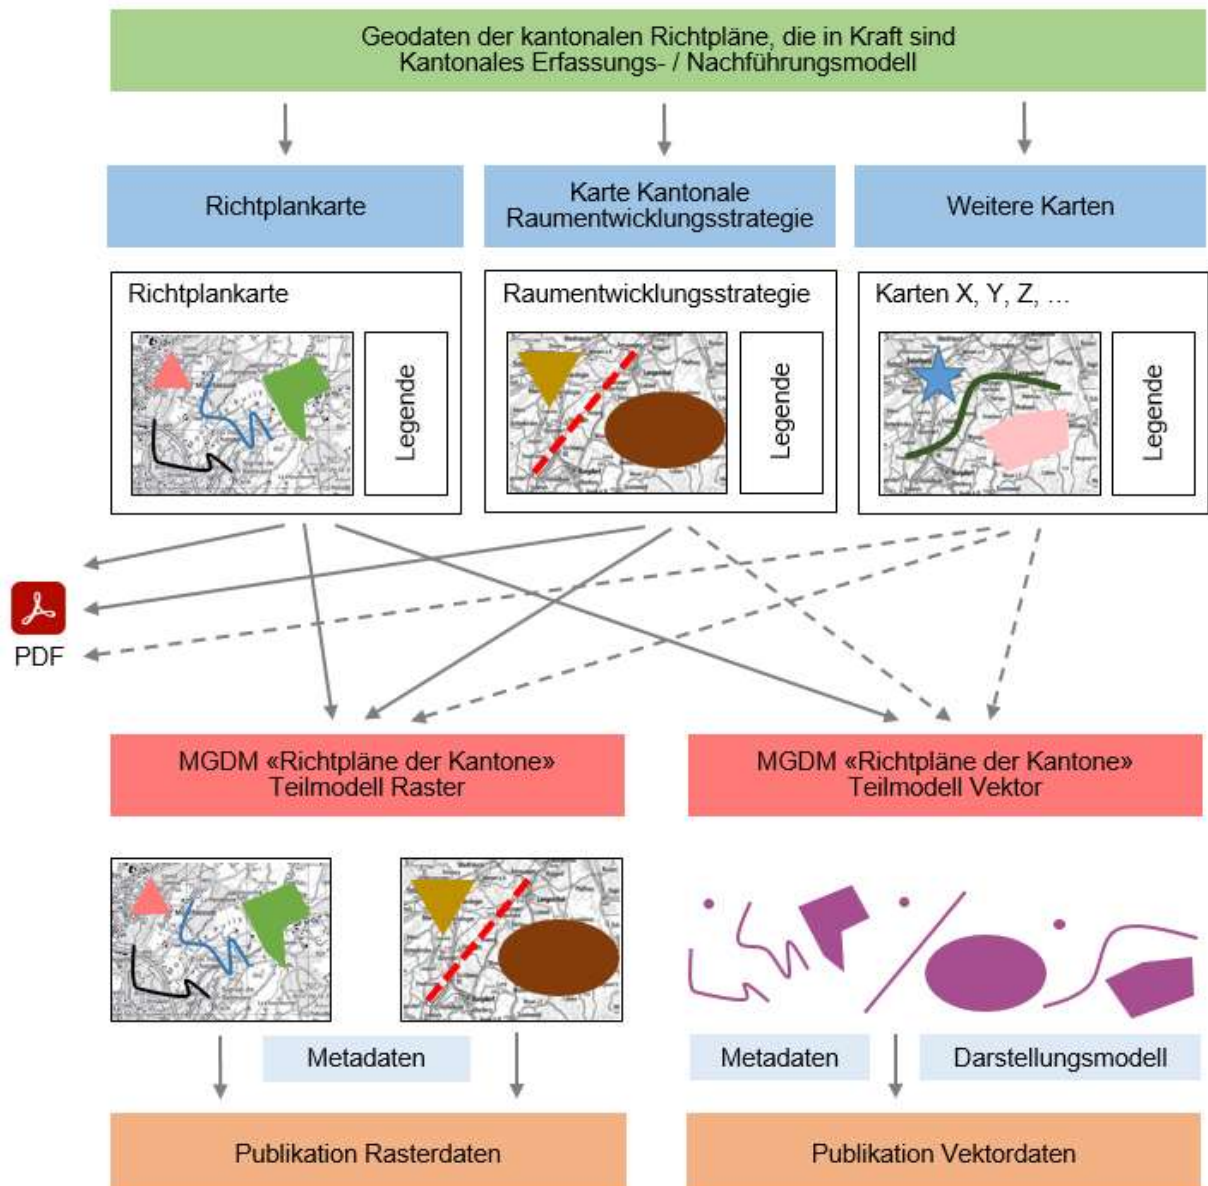 Geodaten der kantonalen Richtpläne, die in Kraft sind
Kantonales Erfassungs- / Nachführungsmodell
Richtplankarte
Karte Kantonale
Raumentwicklungsstrategie
Weitere Karten
Richtplankarte
Legende
Raumentwicklungsstrategie
Legende
Karten X, Y, Z, …
Legende
PDF
MGDM «Richtpläne der Kantone»
Teilmodell Raster
MGDM «Richtpläne der Kantone»
Teilmodell Vektor
Metadaten
Metadaten
Darstellungsmodell
Publikation Rasterdaten
Publikation Vektordaten